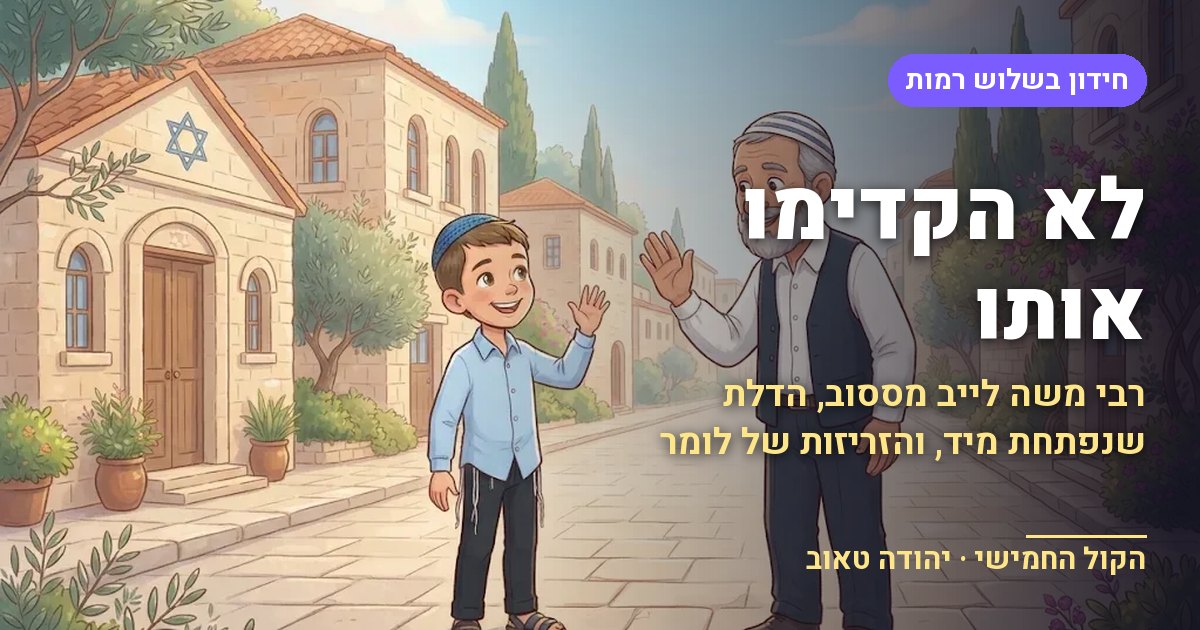 חידון בשלוש רמות
לא הקדימו
אותו
רבי משה לייב מססוב, הדלת
שנפתחת מיד, והזריזות של לומר
הקול החמישי · יהודה טאוב